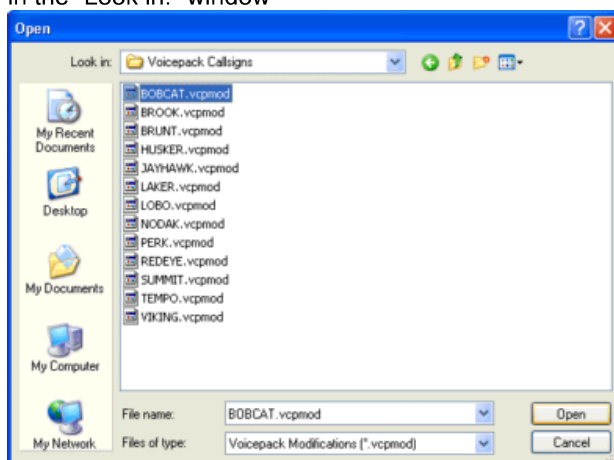 in the "Look in:" window
Open
Look in:
Voicepack Callsigns
BOBCAT.vcpmod
BROOK.vcpmod
BRUNT.vcpmod
HUSKER.vcpmod
JAYHAWK.vcpmod
LAKER.vcpmod
LOBO.vcpmod
NODAK.vcpmod
PERK.vcpmod
REDEYE.vcpmod
SUMMIT.vcpmod
TEMPO.vcpmod
VIKING.vcpmod
My Recent
Documents
Desktop
My Documents
My Computer
My Network
File name:
BOBCAT.vcpmod
Open
Files of type:
Voicepack Modifications (*.vcpmod)
Cancel